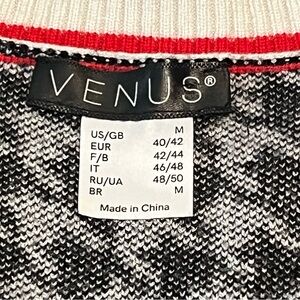 VENUS®
US/GB M
EUR 40/42
F/B 42/44
IT 46/48
RU/UA 48/50
BR M
Made in China